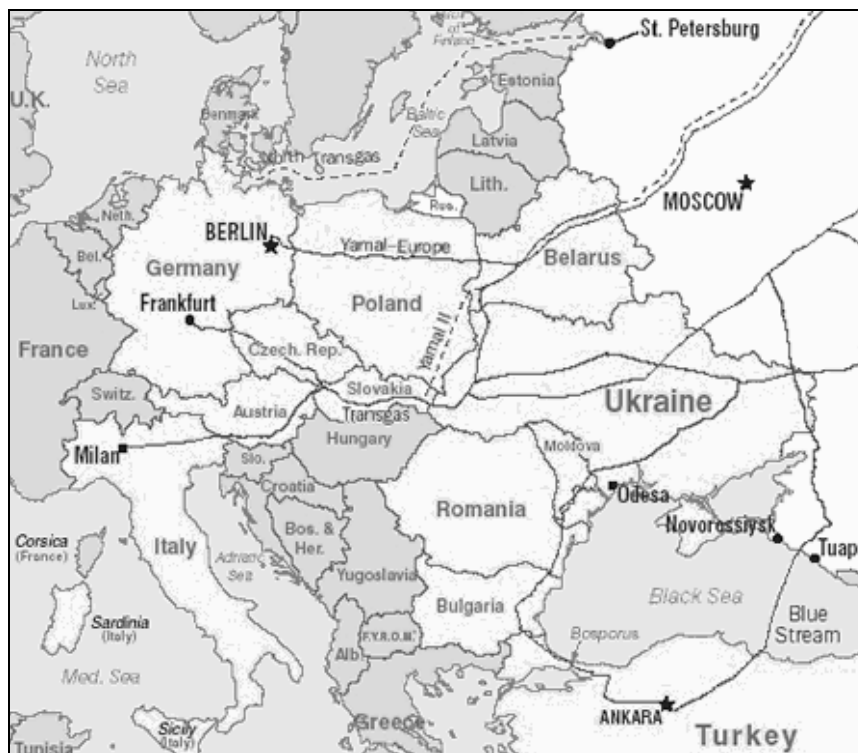 St. Petersburg
North
Sea
of Finland
Estonia
U.K.
Denmark
Baltic
Sea
Latvia
North Transgas
Lith.
MOSCOW
Neth.
Rus.
BERLIN
Yamal-Europe
Belarus
Bel.
Germany
Poland
Lux.
Frankfurt
Yamal II
France
Czech. Rep.
Slovakia
Switz.
Austria
Transgas
Ukraine
Hungary
Moldova
Milan
Slo.
Croatia
Romania
Odesa
Novorossiysk
Corsica
(France)
Italy
Bos. &
Her.
Adriatic
Sea
Tuap
Yugoslavia
Black Sea
Sardinia
(Italy)
Bulgaria
Blue
Stream
F.Y.R.O.M.
Bosporus
Alb.
Med. Sea
Greece
ANKARA
Turkey
Sicily
(Italy)
Tunisia